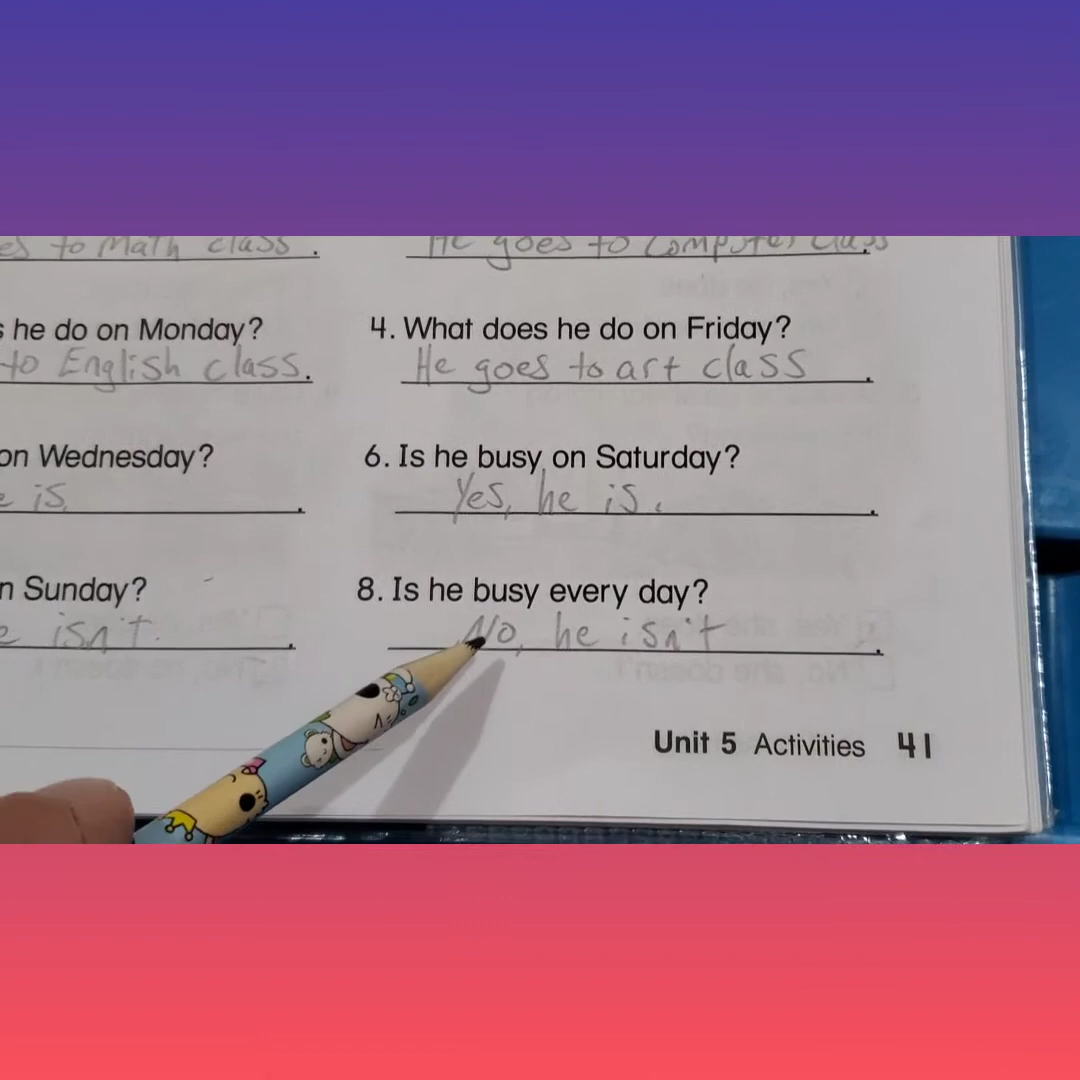 es to Math class.
He goes to Computer class.
he do on Monday?
to English class.
4. What does he do on Friday?
He goes to art class.
on Wednesday?
e is.
6. Is he busy on Saturday?
Yes, he is.
n Sunday?
e isn't.
8. Is he busy every day?
No, he isn't.
Unit 5 Activities 41